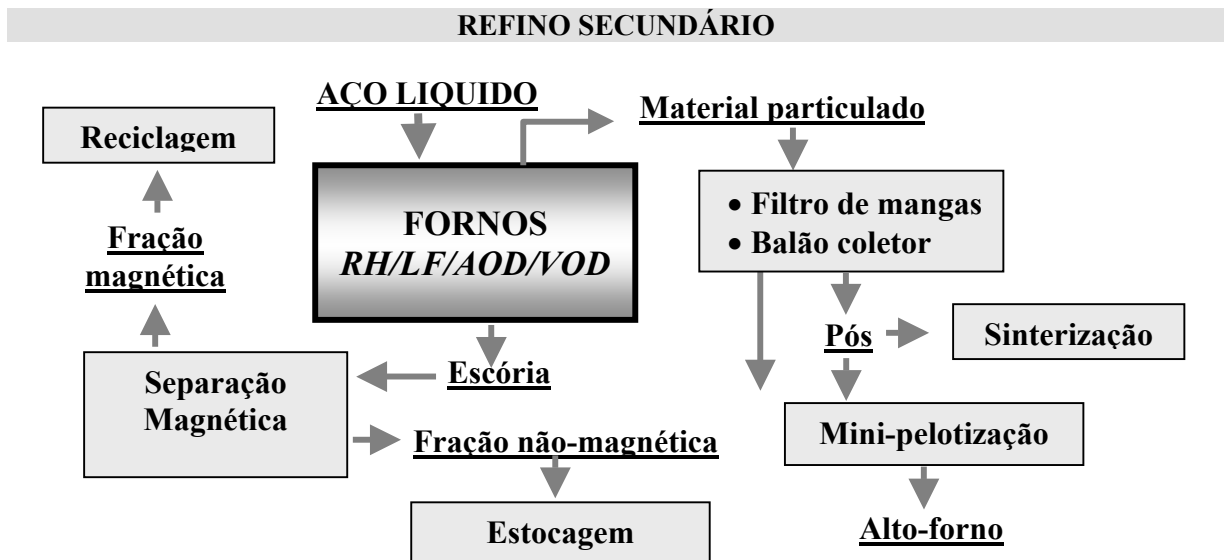 REFINO SECUNDÁRIO
AÇO LIQUIDO
Material particulado
Reciclagem
FORNOS
RH/LF/AOD/VOD
• Filtro de mangas
• Balão coletor
Fração
magnética
Pós
Sinterização
Separação
Magnética
Escória
Fração não-magnética
Mini-pelotização
Estocagem
Alto-forno